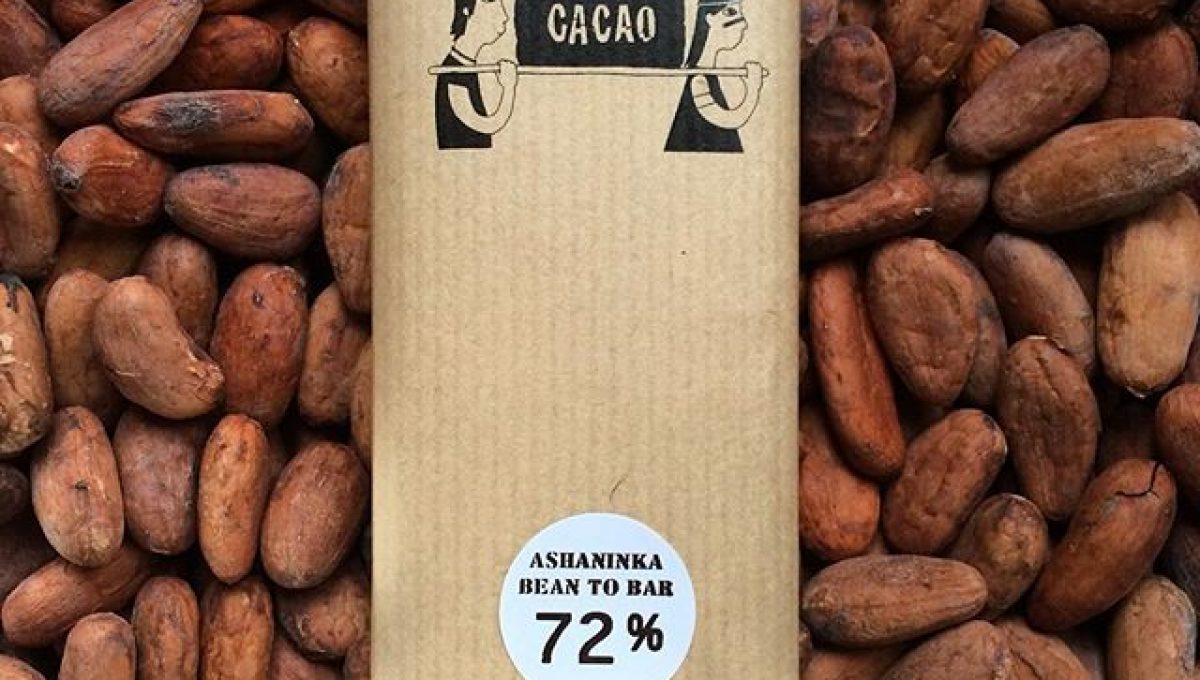 CACAO
ASHANINKA
BEAN TO BAR
72%